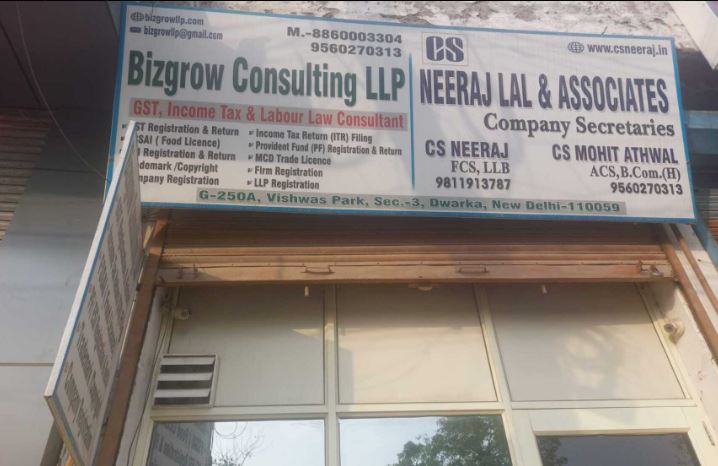 bizgrowllp.com
bizgrowllp@gmail.com
M.-8860003304
9560270313
Bizgrow Consulting LLP
GST, Income Tax & Labour Law Consultant
ST Registration & Return
SSAI ( Food Licence)
I Registration & Return
demark /Copyright
mpany Registration
Income Tax Return (ITR) Filing
Provident Fund (PF) Registration & Return
MCD Trade Licence
Firm Registration
LLP Registration
CS
www.csneeraj.in
NEERAJ LAL & ASSOCIATES
Company Secretaries
CS NEERAJ
FCS, LLB
9811913787
CS MOHIT ATHWAL
ACS,B.Com.(H)
9560270313
G-250A, Vishwas Park, Sec.-3, Dwarka, New Delhi-110059